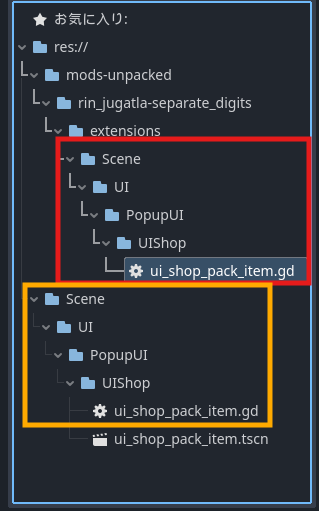 お気に入り:
res://
mods-unpacked
rin_jugatla-separate_digits
extensions
Scene
UI
PopupUI
UIShop
ui_shop_pack_item.gd
Scene
UI
PopupUI
UIShop
ui_shop_pack_item.gd
ui_shop_pack_item.tscn